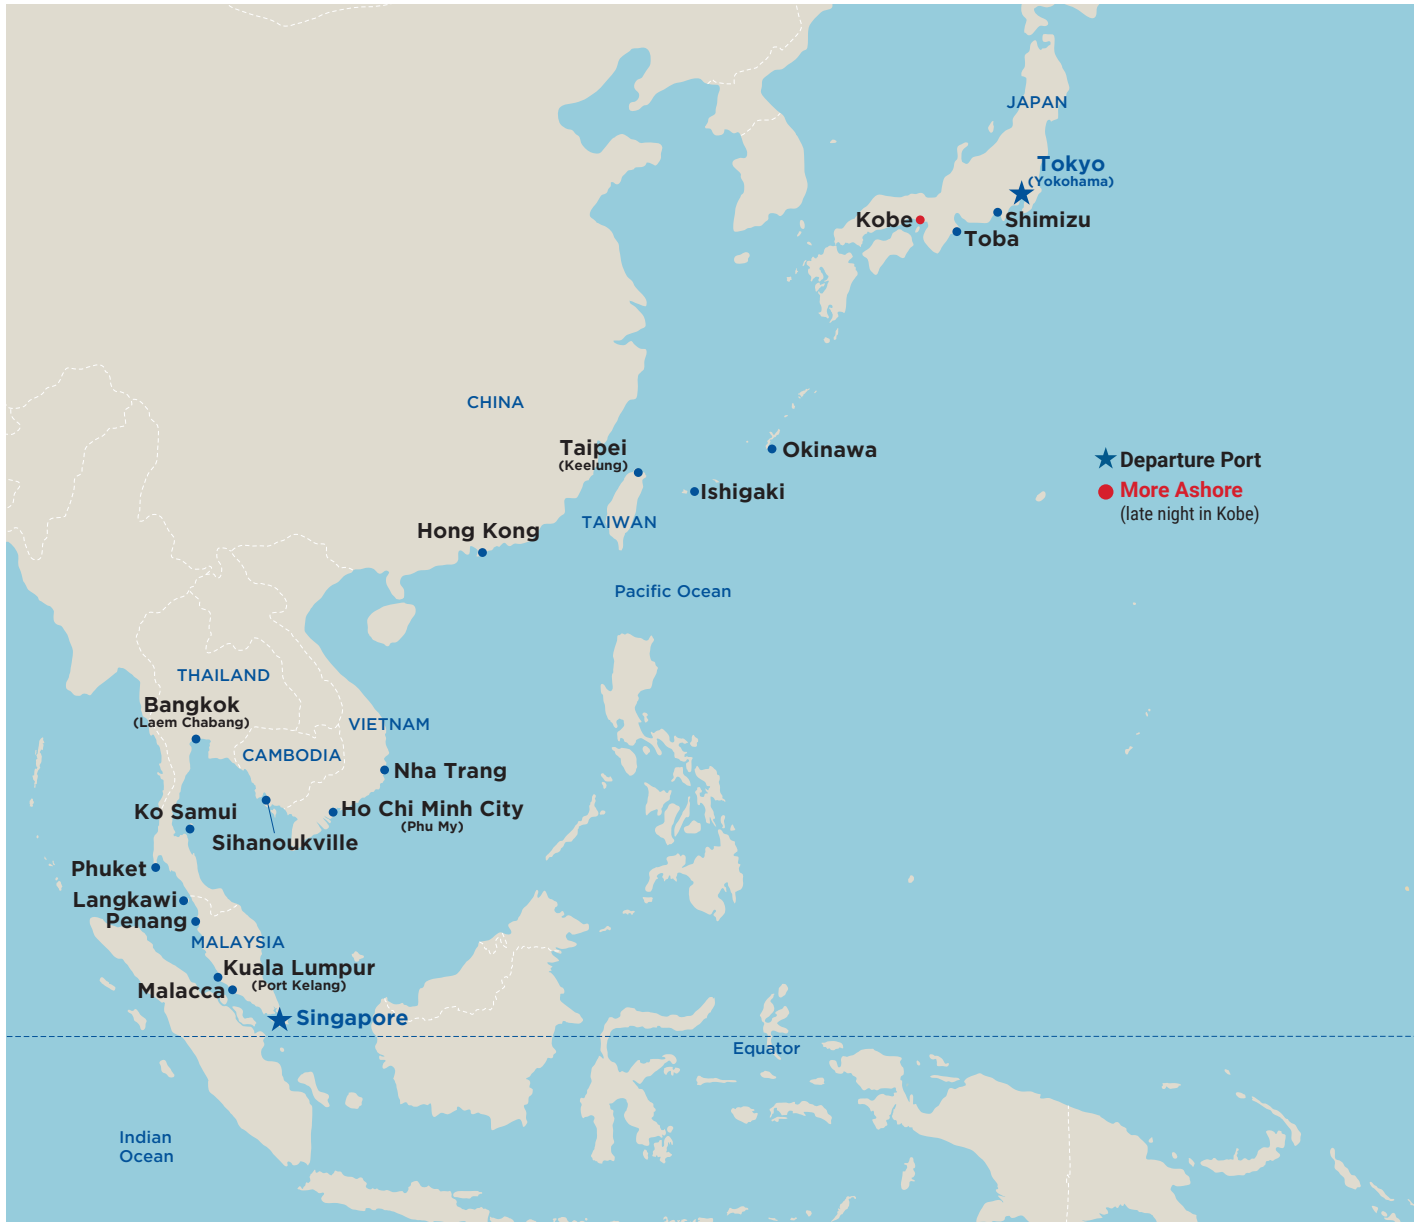 JAPAN
Tokyo
(Yokohama)
Kobe
Shimizu
Toba
CHINA
Taipei
(Keelung)
Okinawa
Ishigaki
TAIWAN
Hong Kong
Departure Port
More Ashore
(late night in Kobe)
Pacific Ocean
THAILAND
Bangkok
(Laem Chabang)
VIETNAM
CAMBODIA
Nha Trang
Ko Samui
Ho Chi Minh City
(Phu My)
Sihanoukville
Phuket
Langkawi
Penang
MALAYSIA
Kuala Lumpur
(Port Kelang)
Malacca
Singapore
Equator
Indian
Ocean